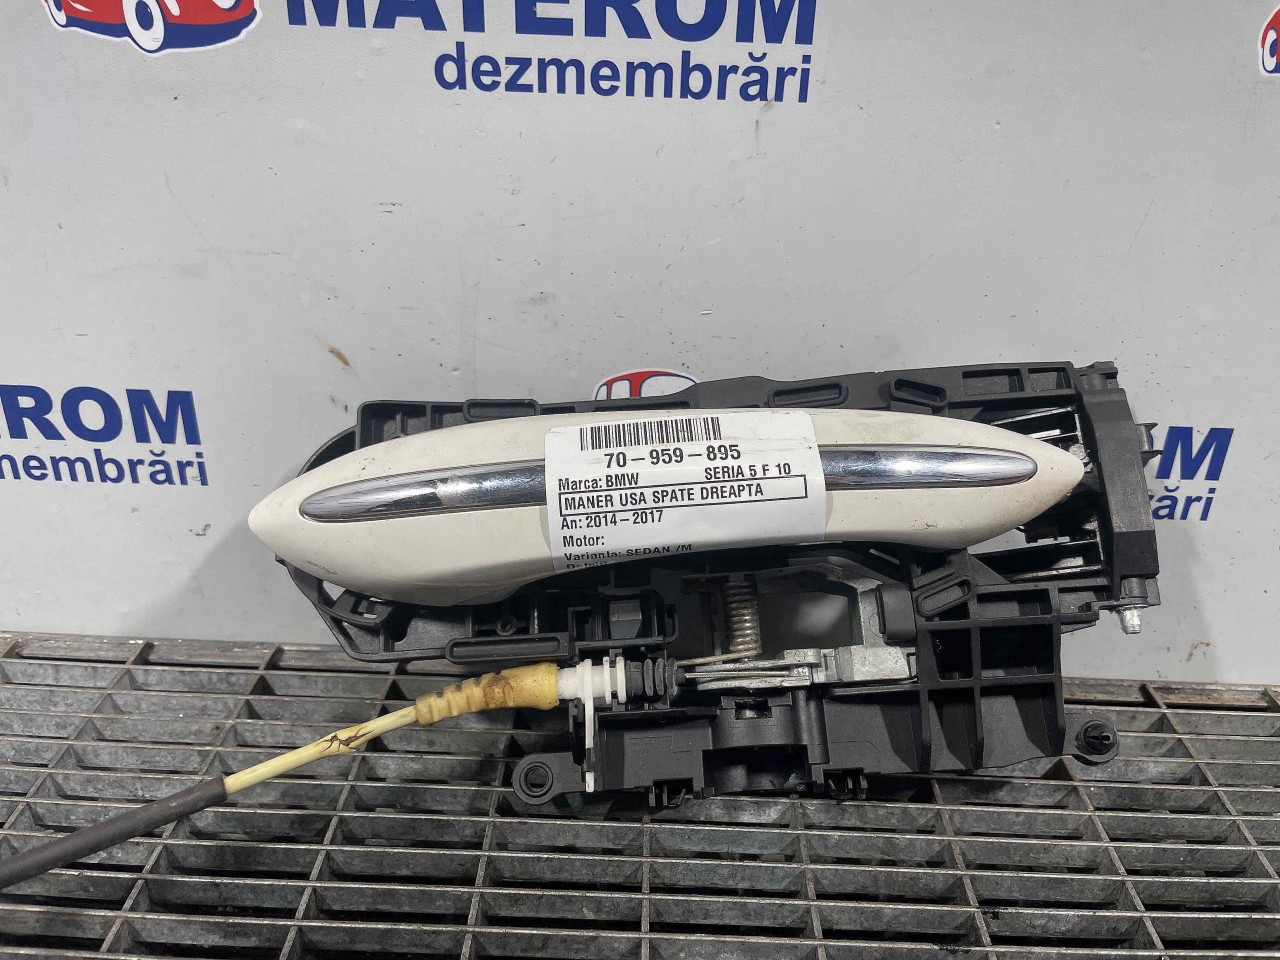 MATEROM
dezmembrări
EROM
membrări
OM
ări
70-959-895
Marca: BMW SERIA 5 F 10
MANER USA SPATE DREAPTA
An: 2014-2017
Motor:
Varianta: SEDAN /M